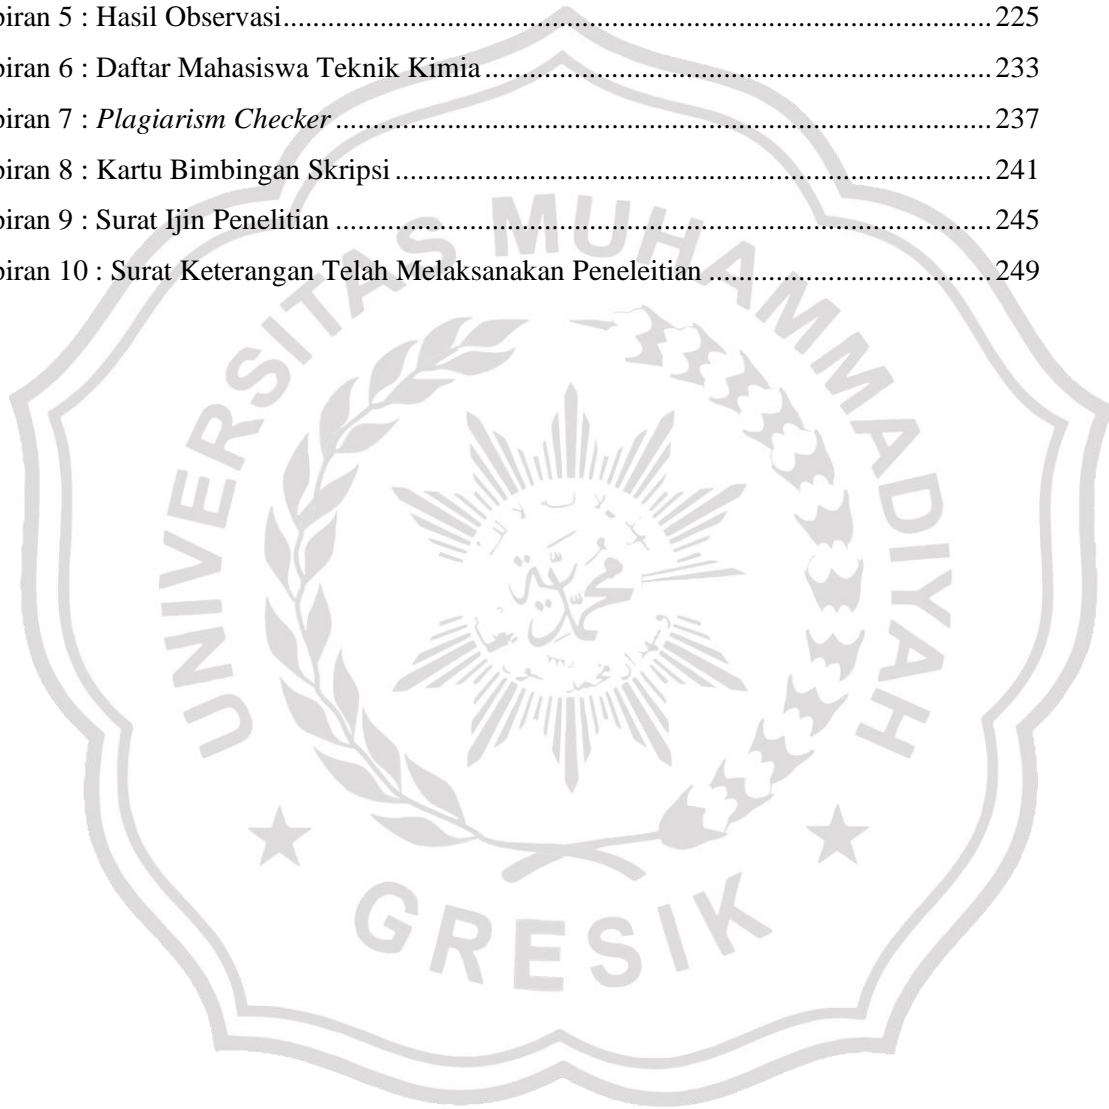 piran 5 : Hasil Observasi........................................................................................225
piran 6 : Daftar Mahasiswa Teknik Kimia................................................................233
piran 7 : Plagiarism Checker..................................................................................237
piran 8 : Kartu Bimbingan Skripsi...........................................................................241
piran 9 : Surat Ijin Penelitian..................................................................................245
piran 10 : Surat Keterangan Telah Melaksanakan Peneleitian...................................249
UNIVERSITAS MUHAMMADIYAH
محمدية
GRESIK